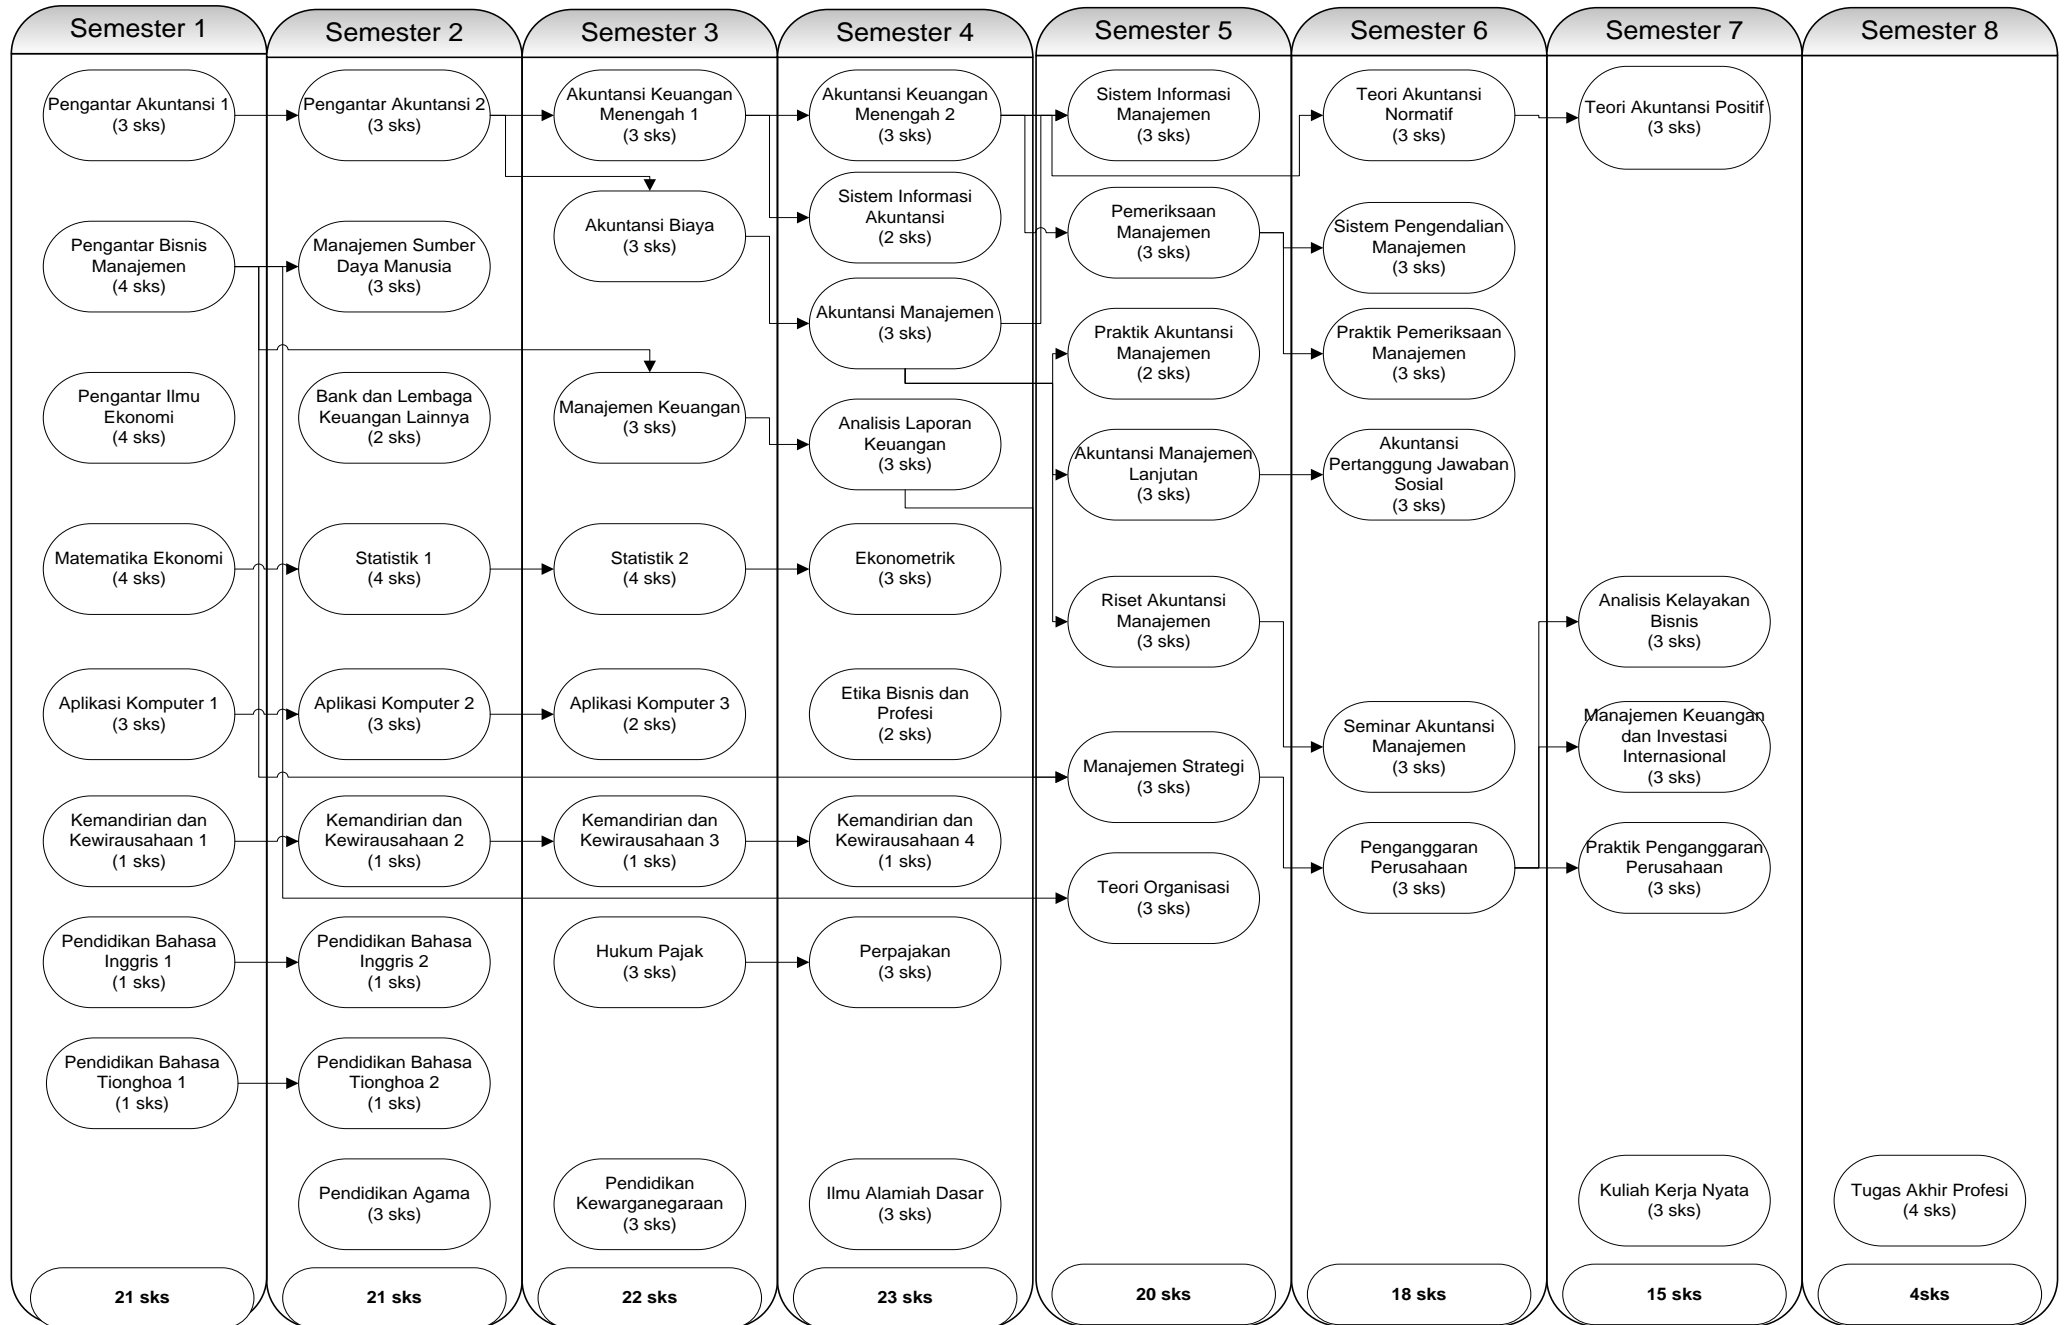 Semester 1
Pengantar Akuntansi 1
(3 sks)
Pengantar Bisnis
Manajemen
(4 sks)
Pengantar Ilmu
Ekonomi
(4 sks)
Matematika Ekonomi
(4 sks)
Aplikasi Komputer 1
(3 sks)
Kemandirian dan
Kewirausahaan 1
(1 sks)
Pendidikan Bahasa
Inggris 1
(1 sks)
Pendidikan Bahasa
Tionghoa 1
(1 sks)
21 sks
Semester 2
Pengantar Akuntansi 2
(3 sks)
Manajemen Sumber
Daya Manusia
(3 sks)
Bank dan Lembaga
Keuangan Lainnya
(2 sks)
Statistik 1
(4 sks)
Aplikasi Komputer 2
(3 sks)
Kemandirian dan
Kewirausahaan 2
(1 sks)
Pendidikan Bahasa
Inggris 2
(1 sks)
Pendidikan Bahasa
Tionghoa 2
(1 sks)
Pendidikan Agama
(3 sks)
21 sks
Semester 3
Akuntansi Keuangan
Menengah 1
(3 sks)
Akuntansi Biaya
(3 sks)
Manajemen Keuangan
(3 sks)
Statistik 2
(4 sks)
Aplikasi Komputer 3
(2 sks)
Kemandirian dan
Kewirausahaan 3
(1 sks)
Hukum Pajak
(3 sks)
Pendidikan
Kewarganegaraan
(3 sks)
22 sks
Semester 4
Akuntansi Keuangan
Menengah 2
(3 sks)
Sistem Informasi
Akuntansi
(2 sks)
Akuntansi Manajemen
(3 sks)
Analisis Laporan
Keuangan
(3 sks)
Ekonometrik
(3 sks)
Etika Bisnis dan
Profesi
(2 sks)
Kemandirian dan
Kewirausahaan 4
(1 sks)
Perpajakan
(3 sks)
Ilmu Alamiah Dasar
(3 sks)
23 sks
Semester 5
Sistem Informasi
Manajemen
(3 sks)
Pemeriksaan
Manajemen
(3 sks)
Praktik Akuntansi
Manajemen
(2 sks)
Akuntansi Manajemen
Lanjutan
(3 sks)
Riset Akuntansi
Manajemen
(3 sks)
Manajemen Strategi
(3 sks)
Teori Organisasi
(3 sks)
20 sks
Semester 6
Teori Akuntansi
Normatif
(3 sks)
Sistem Pengendalian
Manajemen
(3 sks)
Praktik Pemeriksaan
Manajemen
(3 sks)
Akuntansi
Pertanggung Jawaban
Sosial
(3 sks)
Seminar Akuntansi
Manajemen
(3 sks)
Penganggaran
Perusahaan
(3 sks)
18 sks
Semester 7
Teori Akuntansi Positif
(3 sks)
Analisis Kelayakan
Bisnis
(3 sks)
Manajemen Keuangan
dan Investasi
Internasional
(3 sks)
Praktik Penganggaran
Perusahaan
(3 sks)
Kuliah Kerja Nyata
(3 sks)
15 sks
Semester 8
Tugas Akhir Profesi
(4 sks)
4sks